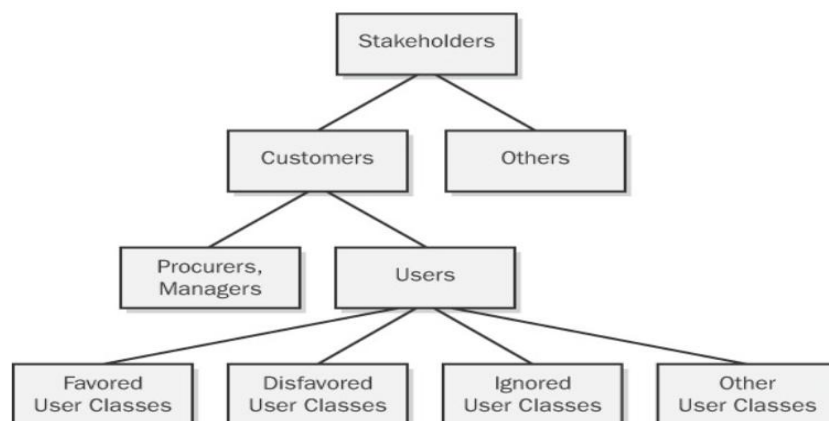 Stakeholders
Customers
Others
Procurers,
Managers
Users
Favored
User Classes
Disfavored
User Classes
Ignored
User Classes
Other
User Classes